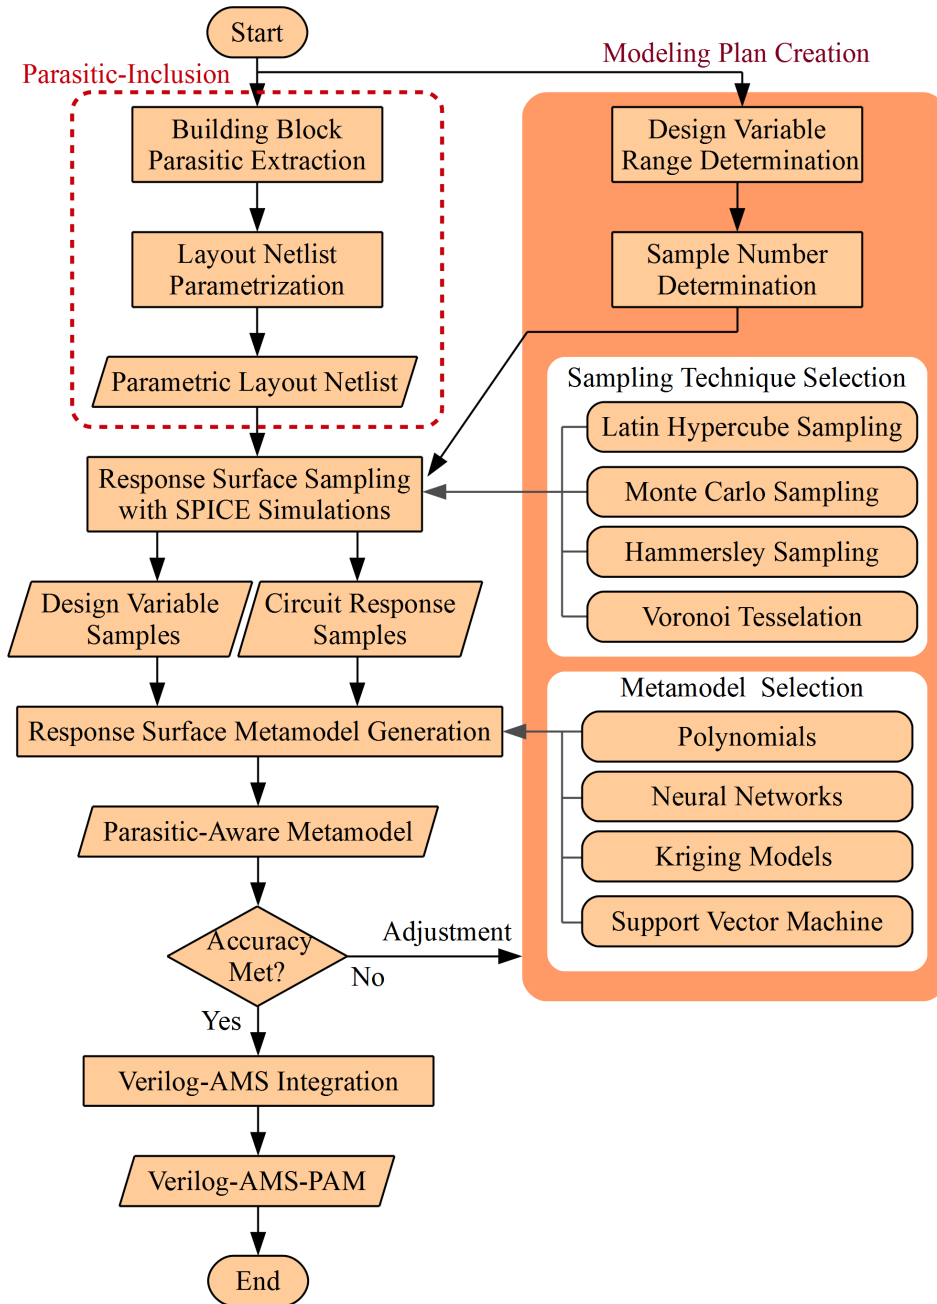 Start
Modeling Plan Creation
Parasitic-Inclusion
Building Block
Parasitic Extraction
Design Variable
Range Determination
Layout Netlist
Parametrization
Sample Number
Determination
Parametric Layout Netlist
Sampling Technique Selection
Latin Hypercube Sampling
Monte Carlo Sampling
Hammersley Sampling
Voronoi Tesselation
Response Surface Sampling
with SPICE Simulations
Design Variable
Samples
Circuit Response
Samples
Metamodel  Selection
Polynomials
Neural Networks
Kriging Models
Support Vector Machine
Response Surface Metamodel Generation
Parasitic-Aware Metamodel
Accuracy
Met?
Adjustment
No
Yes
Verilog-AMS Integration
Verilog-AMS-PAM
End